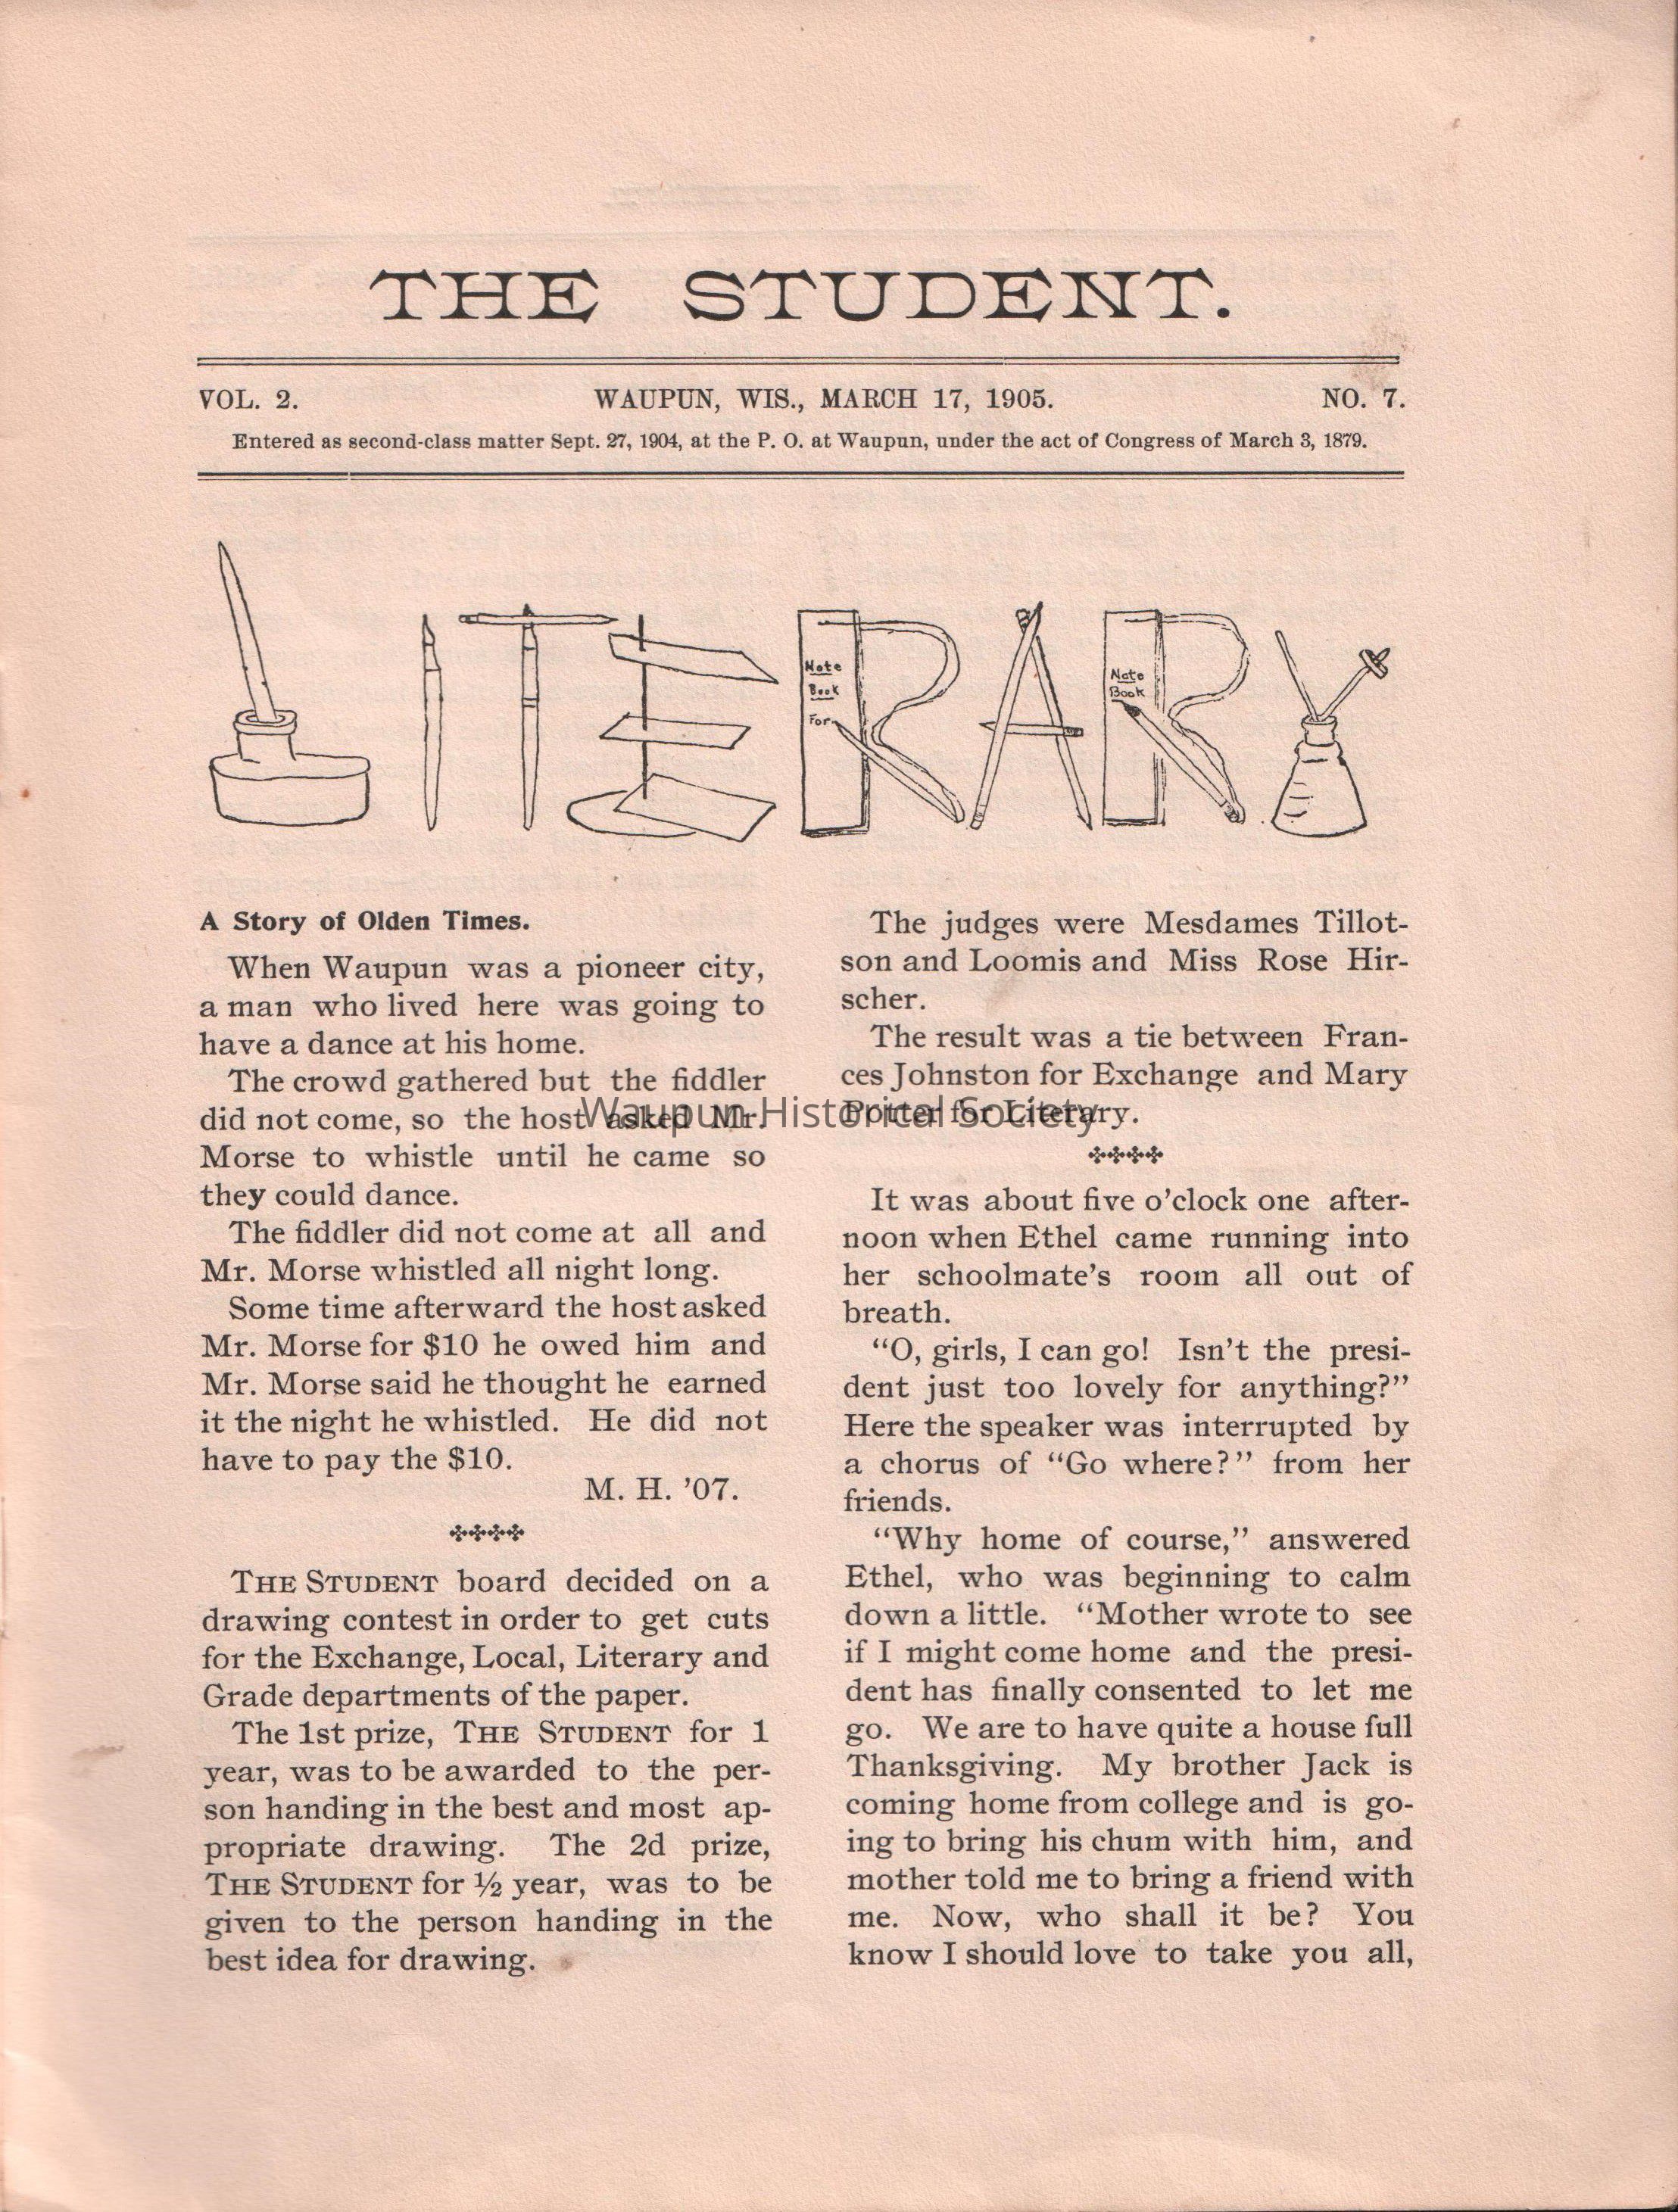 THE STUDENT.
VOL. 2. WAUPUN, WIS., MARCH 17, 1905. NO. 7.
Entered as second-class matter Sept. 27, 1904, at the P. O. at Waupun, under the act of Congress of March 3, 1879.
LITERARY
Note
Book
For
Note
Book
A Story of Olden Times.
When Waupun was a pioneer city,
a man who lived here was going to
have a dance at his home.
The crowd gathered but the fiddler
did not come, so the host asked Mr.
Morse to whistle until he came so
they could dance.
The fiddler did not come at all and
Mr. Morse whistled all night long.
Some time afterward the host asked
Mr. Morse for $10 he owed him and
Mr. Morse said he thought he earned
it the night he whistled. He did not
have to pay the $10.
M. H. '07.
THE STUDENT board decided on a
drawing contest in order to get cuts
for the Exchange, Local, Literary and
Grade departments of the paper.
The 1st prize, THE STUDENT for 1
year, was to be awarded to the per-
son handing in the best and most ap-
propriate drawing. The 2d prize,
THE STUDENT for ½ year, was to be
given to the person handing in the
best idea for drawing.
The judges were Mesdames Tillot-
son and Loomis and Miss Rose Hir-
scher.
The result was a tie between Fran-
ces Johnston for Exchange and Mary
Potter for Literary.
It was about five o'clock one after-
noon when Ethel came running into
her schoolmate's room all out of
breath.
"O, girls, I can go! Isn't the presi-
dent just too lovely for anything?"
Here the speaker was interrupted by
a chorus of "Go where?" from her
friends.
"Why home of course," answered
Ethel, who was beginning to calm
down a little. "Mother wrote to see
if I might come home and the presi-
dent has finally consented to let me
go. We are to have quite a house full
Thanksgiving. My brother Jack is
coming home from college and is go-
ing to bring his chum with him, and
mother told me to bring a friend with
me. Now, who shall it be? You
know I should love to take you all,
Waupun Historical Society